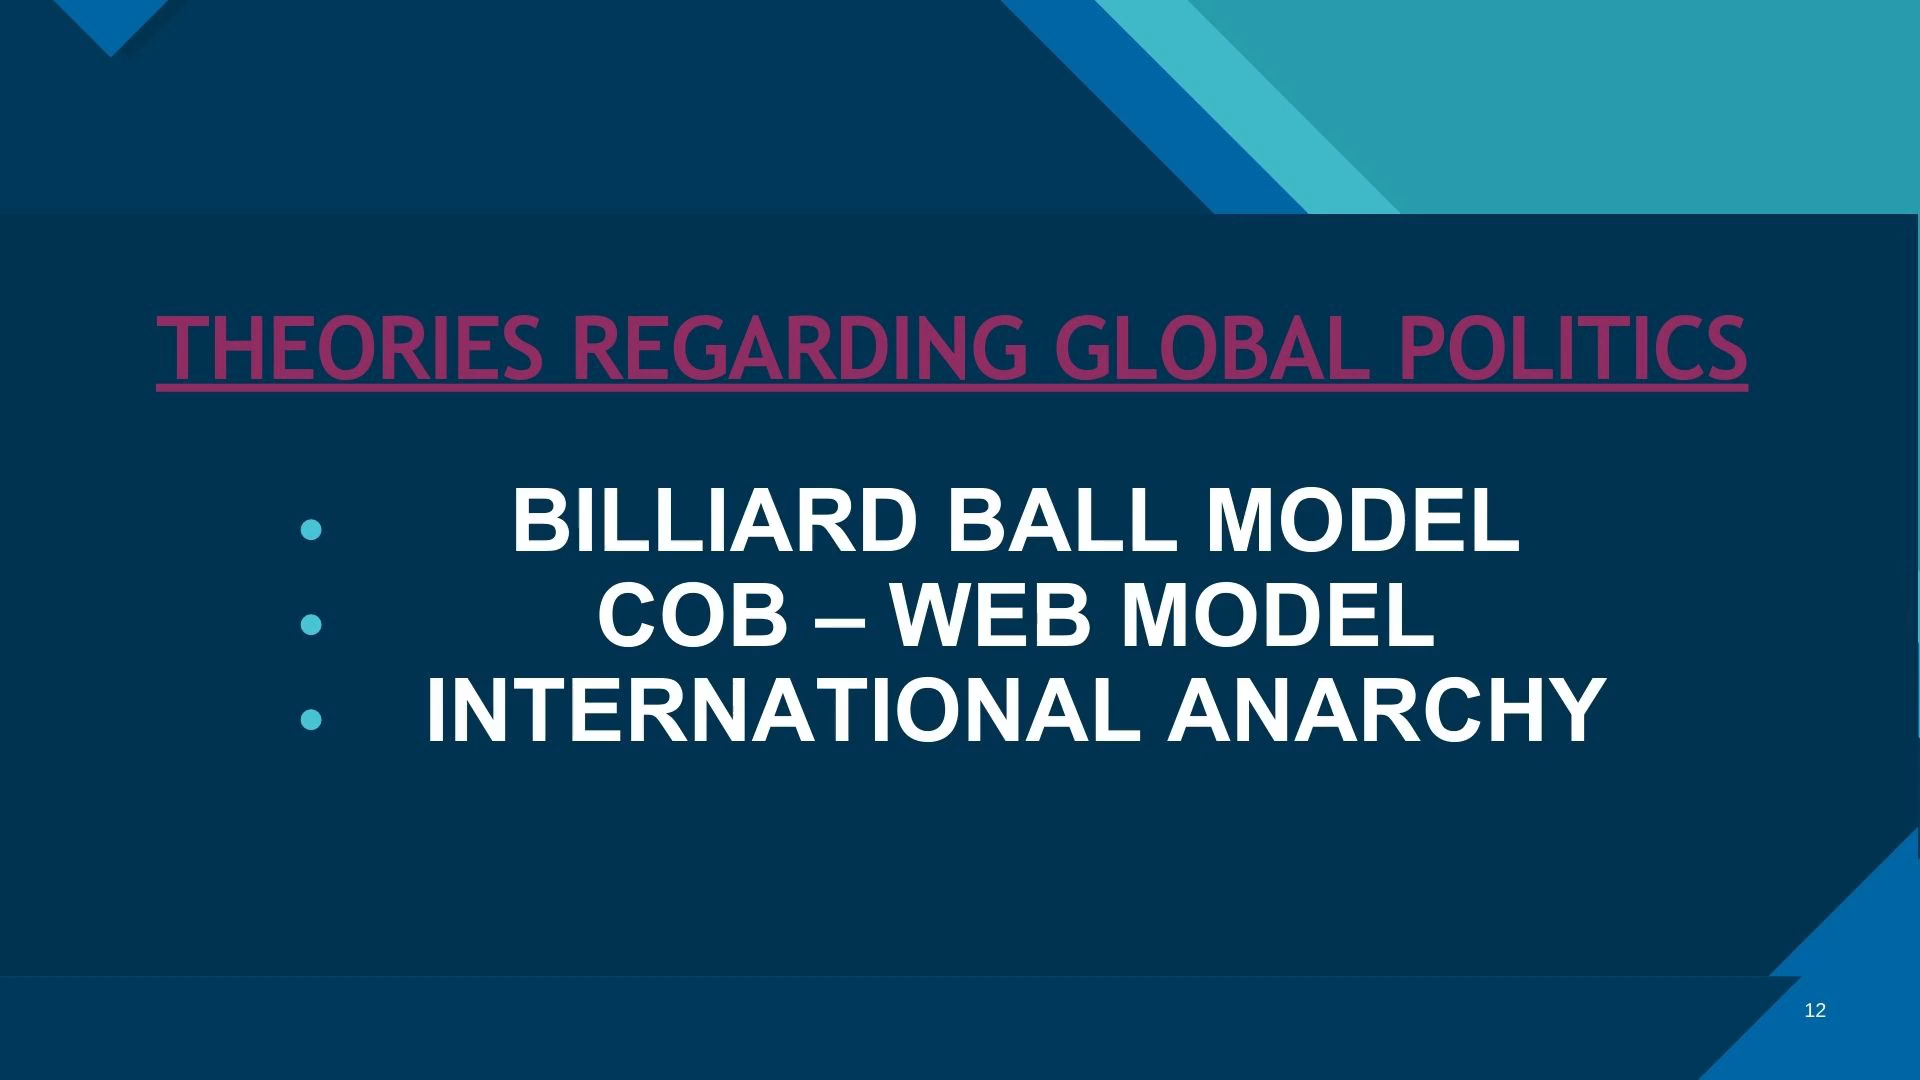 THEORIES REGARDING GLOBAL POLITICS
• BILLIARD BALL MODEL
• COB – WEB MODEL
• INTERNATIONAL ANARCHY
12